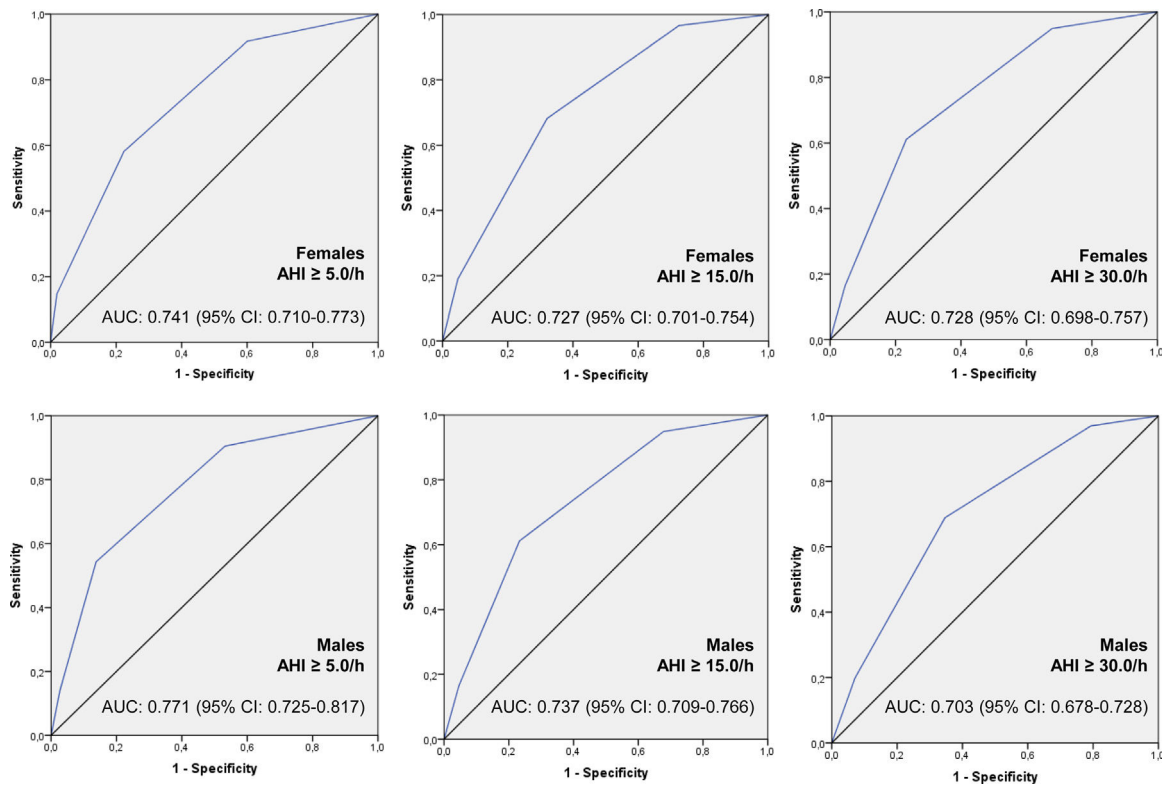 1,0
0,8
0,6
0,4
0,2
0,0
Sensitivity
Females
AHI ≥ 5.0/h
AUC: 0.741 (95% CI: 0.710-0.773)
0,0 0,2 0,4 0,6 0,8 1,0
1 - Specificity
1,0
0,8
0,6
0,4
0,2
0,0
Sensitivity
Females
AHI ≥ 15.0/h
AUC: 0.727 (95% CI: 0.701-0.754)
0,0 0,2 0,4 0,6 0,8 1,0
1 - Specificity
1,0
0,8
0,6
0,4
0,2
0,0
Sensitivity
Females
AHI ≥ 30.0/h
AUC: 0.728 (95% CI: 0.698-0.757)
0,0 0,2 0,4 0,6 0,8 1,0
1 - Specificity
1,0
0,8
0,6
0,4
0,2
0,0
Sensitivity
Males
AHI ≥ 5.0/h
AUC: 0.771 (95% CI: 0.725-0.817)
0,0 0,2 0,4 0,6 0,8 1,0
1 - Specificity
1,0
0,8
0,6
0,4
0,2
0,0
Sensitivity
Males
AHI ≥ 15.0/h
AUC: 0.737 (95% CI: 0.709-0.766)
0,0 0,2 0,4 0,6 0,8 1,0
1 - Specificity
1,0
0,8
0,6
0,4
0,2
0,0
Sensitivity
Males
AHI ≥ 30.0/h
AUC: 0.703 (95% CI: 0.678-0.728)
0,0 0,2 0,4 0,6 0,8 1,0
1 - Specificity